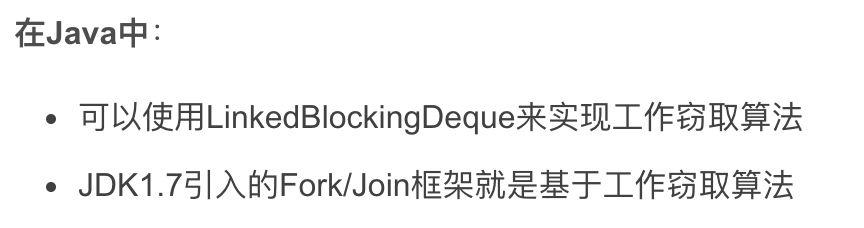 在Java中：
• 可以使用LinkedBlockingDeque来实现工作窃取算法
• JDK1.7引入的Fork/Join框架就是基于工作窃取算法